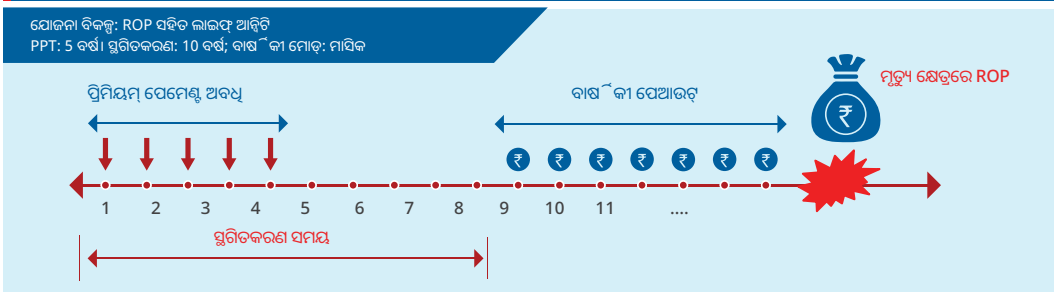 ଯୋଜନା ବିକଳ୍ପ: ROP ସହିତ ଲାଇଫ୍ ଆନ୍ୱିଟି
PPT: 5 ବର୍ଷ। ସ୍ଥଗିତକରଣ: 10 ବର୍ଷ; ବାର୍ଷିକୀ ମୋଡ୍: ମାସିକ
ମୃତ୍ୟୁ କ୍ଷେତ୍ରରେ ROP
ପ୍ରିମିୟମ୍ ପେମେଣ୍ଟ ଅବଧି
ବାର୍ଷିକୀ ପେଆଉଟ୍
₹
₹ ₹ ₹ ₹ ₹ ₹ ₹
1 2 3 4 5 6 7 8 9 10 11 ....
ସ୍ଥଗିତକରଣ ସମୟ